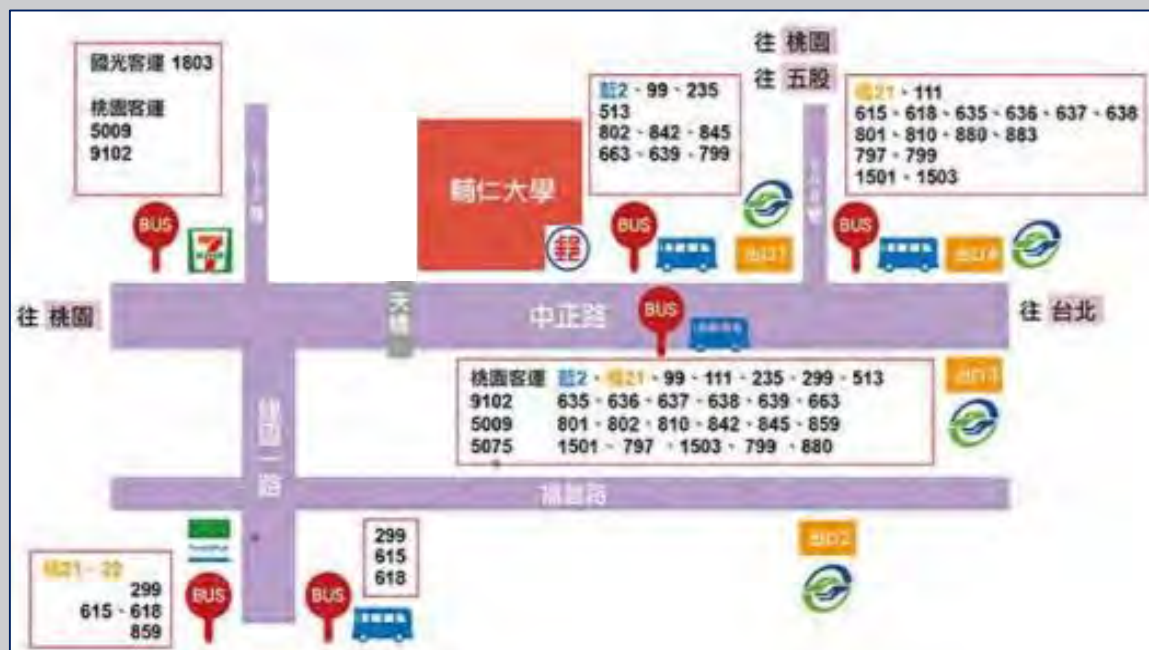 往 桃園
往 五股
國光客運 1803
桃園客運
5009
9102
藍2、99、235
513
802、842、845
663、639、799
橘21、111
615、618、635、636、637、638
801、810、880、883
797、799
1501、1503
輔仁大學
BUS
7
郵
BUS
出口1
BUS
出口4
往 桃園
天橋
中正路
BUS
往 台北
桃園客運 藍2、橘21、99、111、235、299、513
9102 635、636、637、638、639、663
5009 801、802、810、842、845、859
5075 1501、797、1503、799、880
出口3
路
出口2
299
615
618
299
615、618
859
BUS
BUS